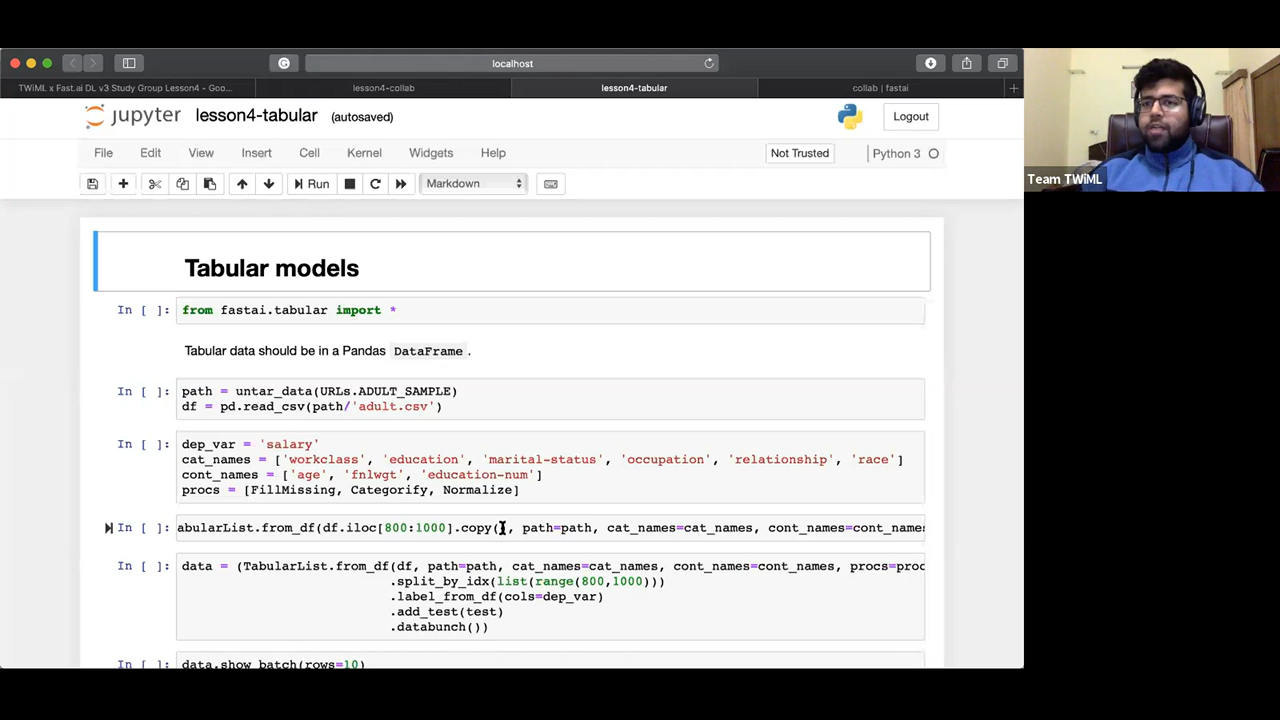 localhost
TWiML x Fast.ai DL v3 Study Group Lesson4 - Goo...
lesson4-collab
lesson4-tabular
collab | fastai
jupyter lesson4-tabular (autosaved)
Logout
File Edit View Insert Cell Kernel Widgets Help
Not Trusted
Python 3
Run
Markdown
Team TWiML
Tabular models
In [ ]: from fastai.tabular import *
Tabular data should be in a Pandas DataFrame .
In [ ]: path = untar_data(URLs.ADULT_SAMPLE)
df = pd.read_csv(path/'adult.csv')
In [ ]: dep_var = 'salary'
cat_names = ['workclass', 'education', 'marital-status', 'occupation', 'relationship', 'race']
cont_names = ['age', 'fnlwgt', 'education-num']
procs = [FillMissing, Categorify, Normalize]
In [ ]: abularList.from_df(df.iloc[800:1000].copy(), path=path, cat_names=cat_names, cont_names=cont_names
In [ ]: data = (TabularList.from_df(df, path=path, cat_names=cat_names, cont_names=cont_names, procs=proc
.split_by_idx(list(range(800,1000)))
.label_from_df(cols=dep_var)
.add_test(test)
.databunch())
In [ ]: data.show_batch(rows=10)